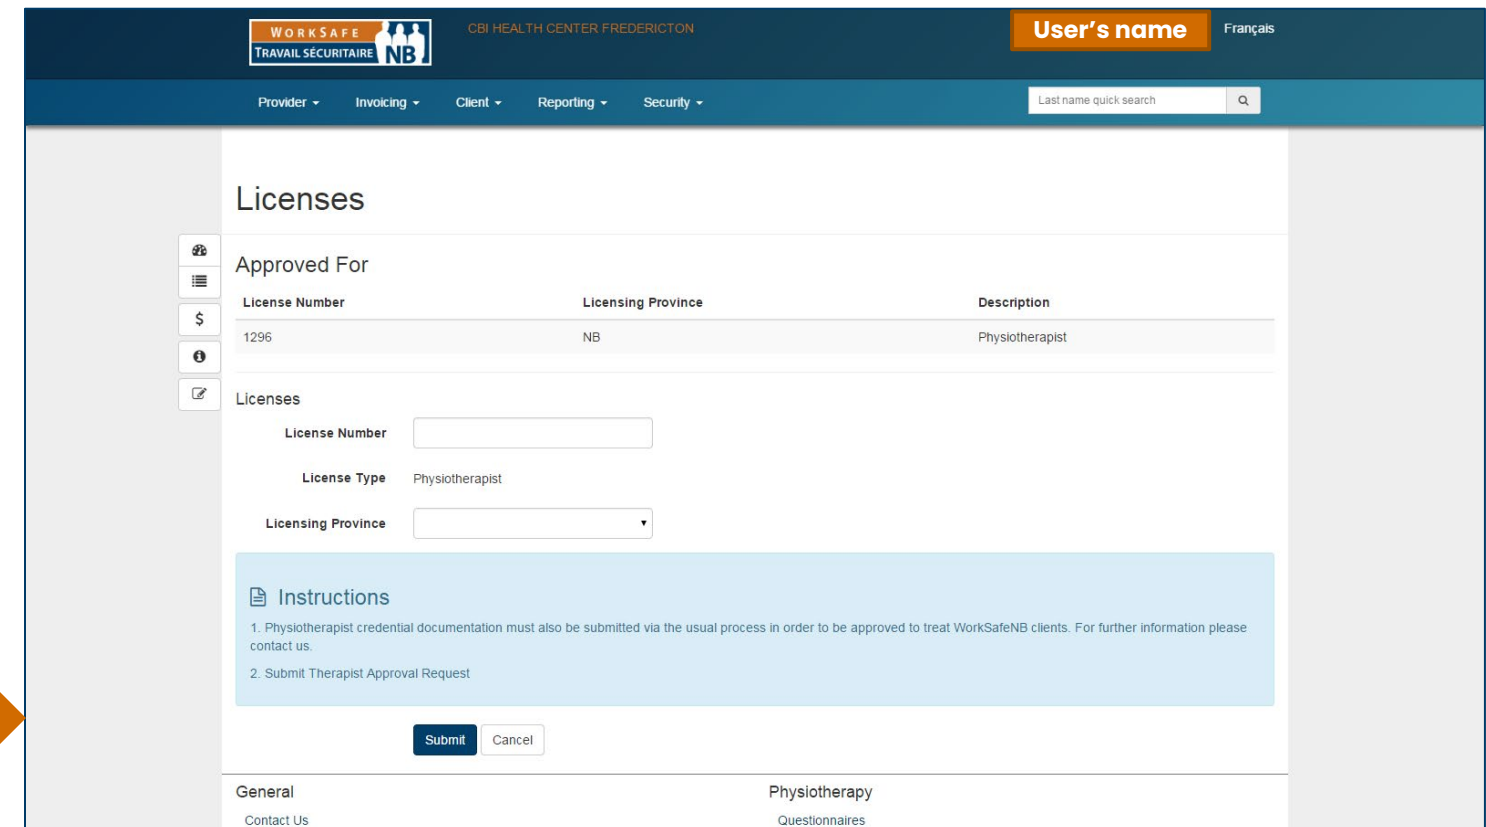 WORKSAFE
TRAVAIL SÉCURITAIRE NB
CBI HEALTH CENTER FREDERICTON
User's name
Français
Provider
Invoicing
Client
Reporting
Security
Last name quick search
Licenses
Approved For
License Number Licensing Province Description
1296 NB Physiotherapist
Licenses
License Number
License Type Physiotherapist
Licensing Province
Instructions
1. Physiotherapist credential documentation must also be submitted via the usual process in order to be approved to treat WorkSafeNB clients. For further information please
contact us.
2. Submit Therapist Approval Request
Submit Cancel
General Physiotherapy
Contact Us Questionnaires